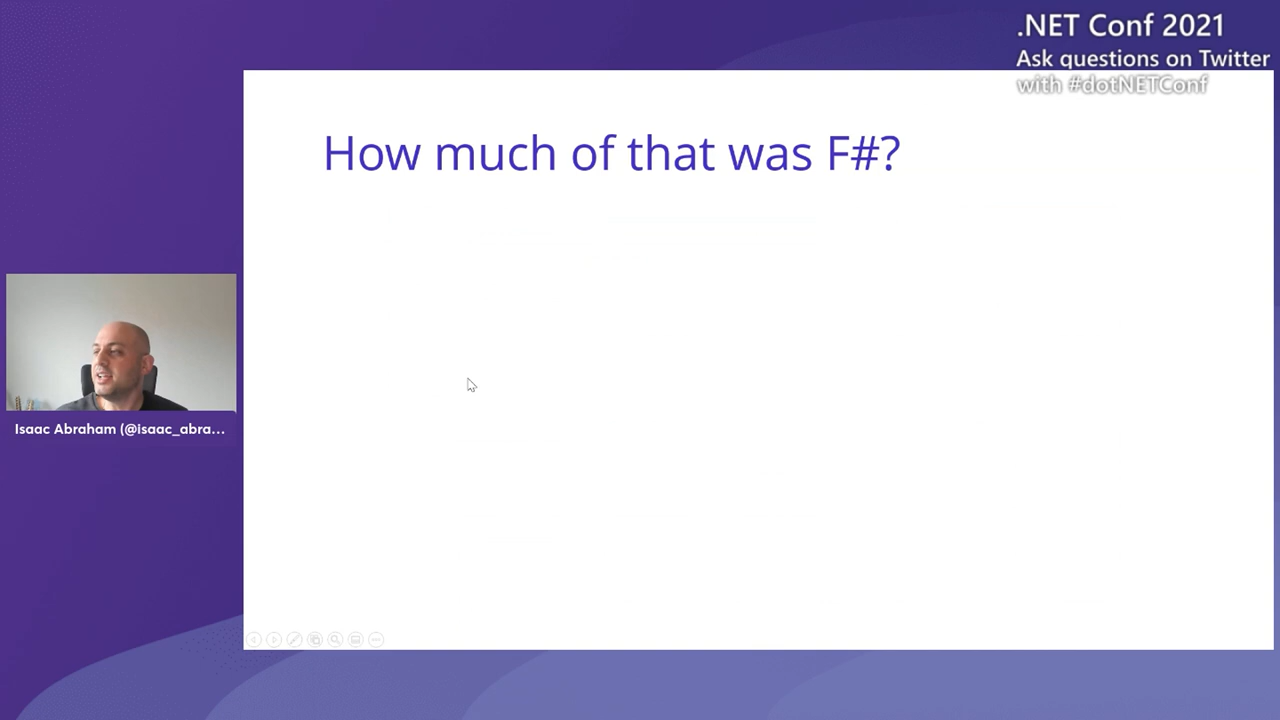 .NET Conf 2021
Ask questions on Twitter
with #dotNETConf
How much of that was F#?
Isaac Abraham (@isaac_abra...